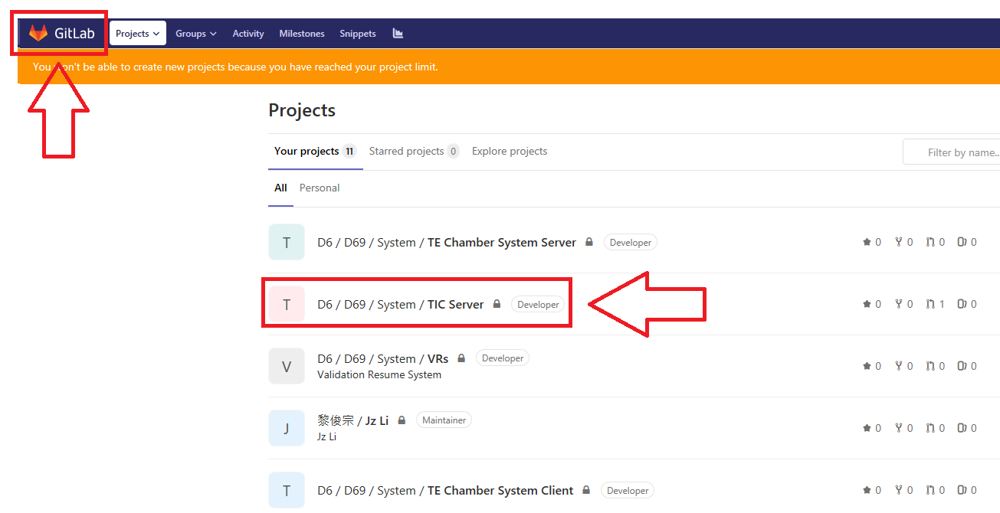 GitLab Projects Groups Activity Milestones Snippets
You won't be able to create new projects because you have reached your project limit.
Projects
Your projects 11 Starred projects 0 Explore projects Filter by name...
All Personal
T D6 / D69 / System / TE Chamber System Server Developer 0 0 0 0
T D6 / D69 / System / TIC Server Developer 0 0 1 0
V D6 / D69 / System / VRs Developer 0 0 0 0
Validation Resume System
J 黎俊宗 / Jz Li Maintainer 0 0 0 0
Jz Li
T D6 / D69 / System / TE Chamber System Client Developer 0 0 0 0